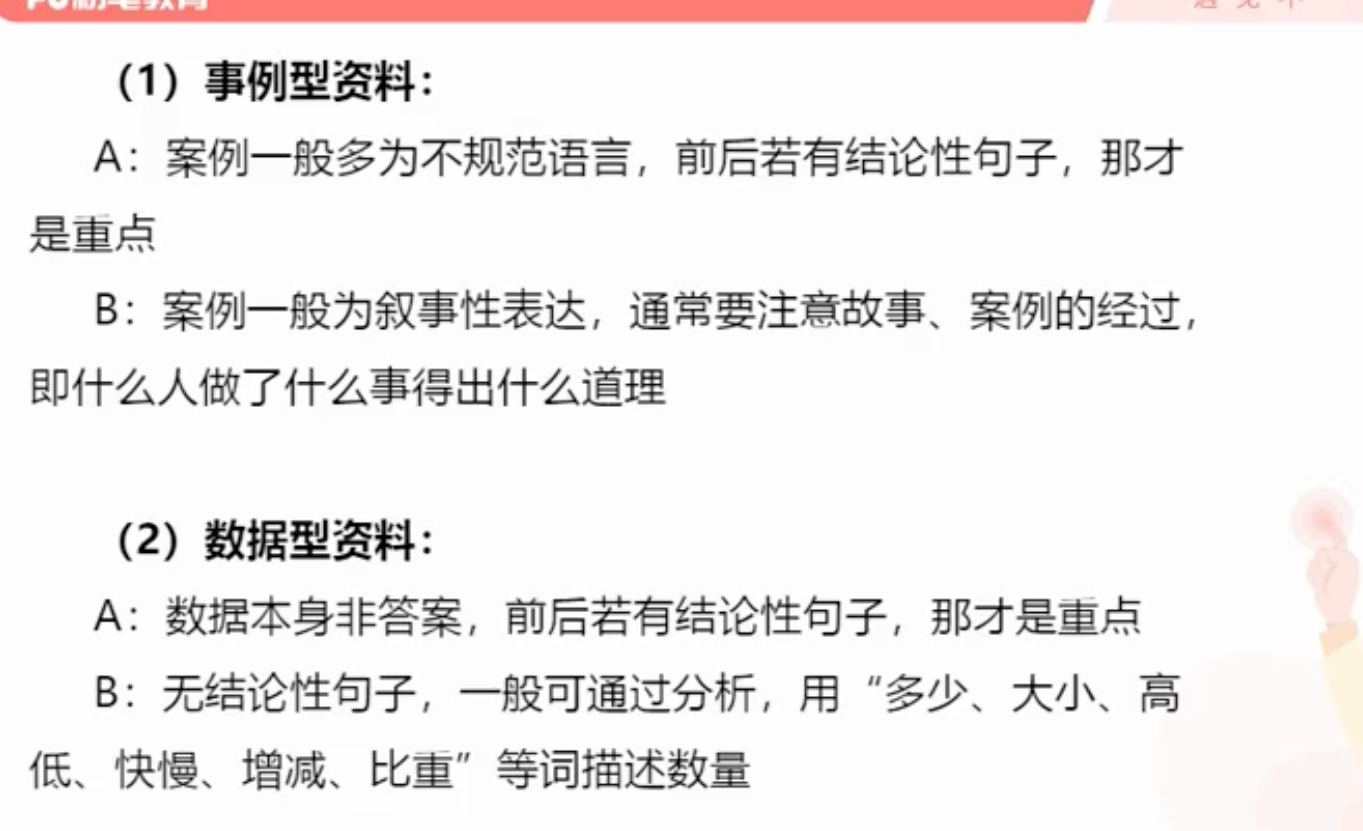 （1）事例型资料：
A：案例一般多为不规范语言，前后若有结论性句子，那才
是重点
B：案例一般为叙事性表达，通常要注意故事、案例的经过，
即什么人做了什么事得出什么道理
（2）数据型资料：
A：数据本身非答案，前后若有结论性句子，那才是重点
B：无结论性句子，一般可通过分析，用“多少、大小、高
低、快慢、增减、比重”等词描述数量